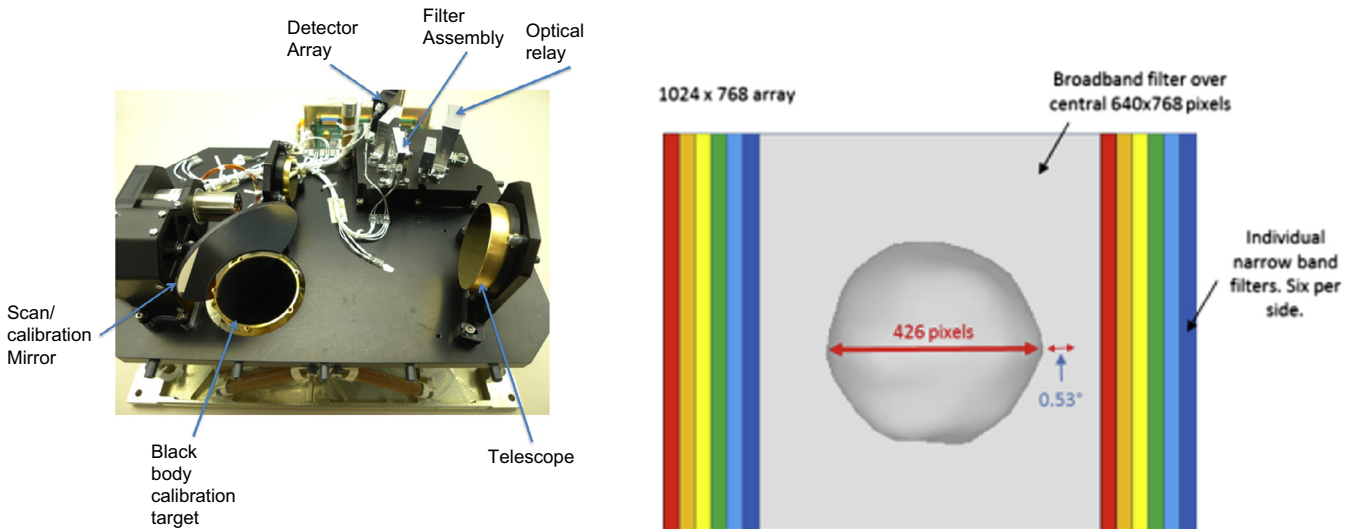 Detector
Array
Filter
Assembly
Optical
relay
Scan/
calibration
Mirror
Black
body
calibration
target
Telescope
1024 x 768 array
Broadband filter over
central 640x768 pixels
426 pixels
0.53°
Individual
narrow band
filters. Six per
side.